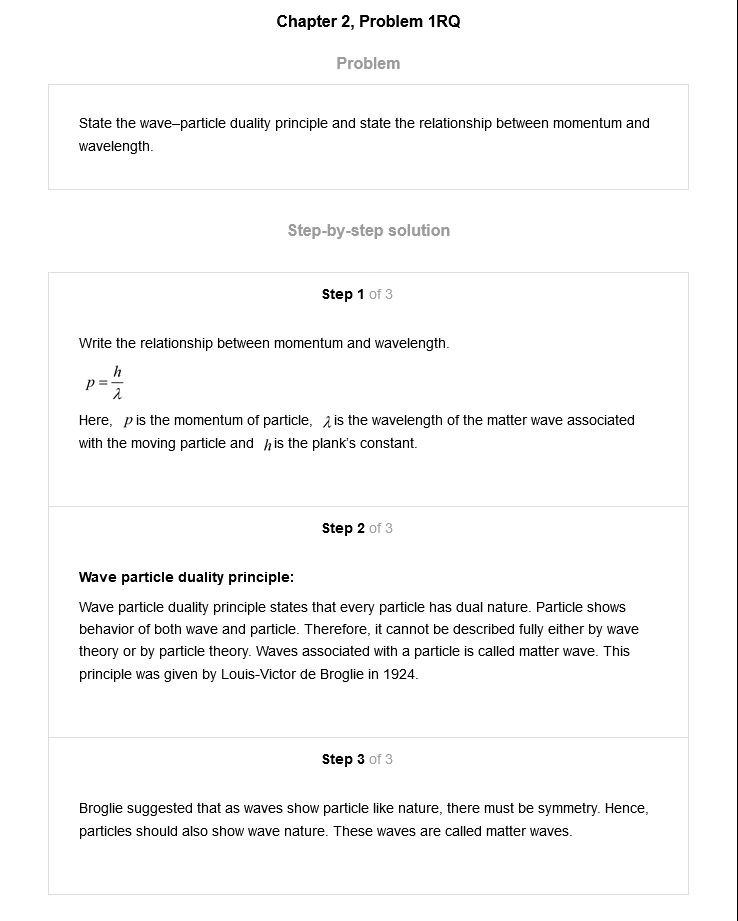 Chapter 2, Problem 1RQ
Problem
State the wave–particle duality principle and state the relationship between momentum and
wavelength.
Step-by-step solution
Step 1 of 3
Write the relationship between momentum and wavelength.
p = h/λ
Here, p is the momentum of particle, λ is the wavelength of the matter wave associated
with the moving particle and h is the plank's constant.
Step 2 of 3
Wave particle duality principle:
Wave particle duality principle states that every particle has dual nature. Particle shows
behavior of both wave and particle. Therefore, it cannot be described fully either by wave
theory or by particle theory. Waves associated with a particle is called matter wave. This
principle was given by Louis-Victor de Broglie in 1924.
Step 3 of 3
Broglie suggested that as waves show particle like nature, there must be symmetry. Hence,
particles should also show wave nature. These waves are called matter waves.